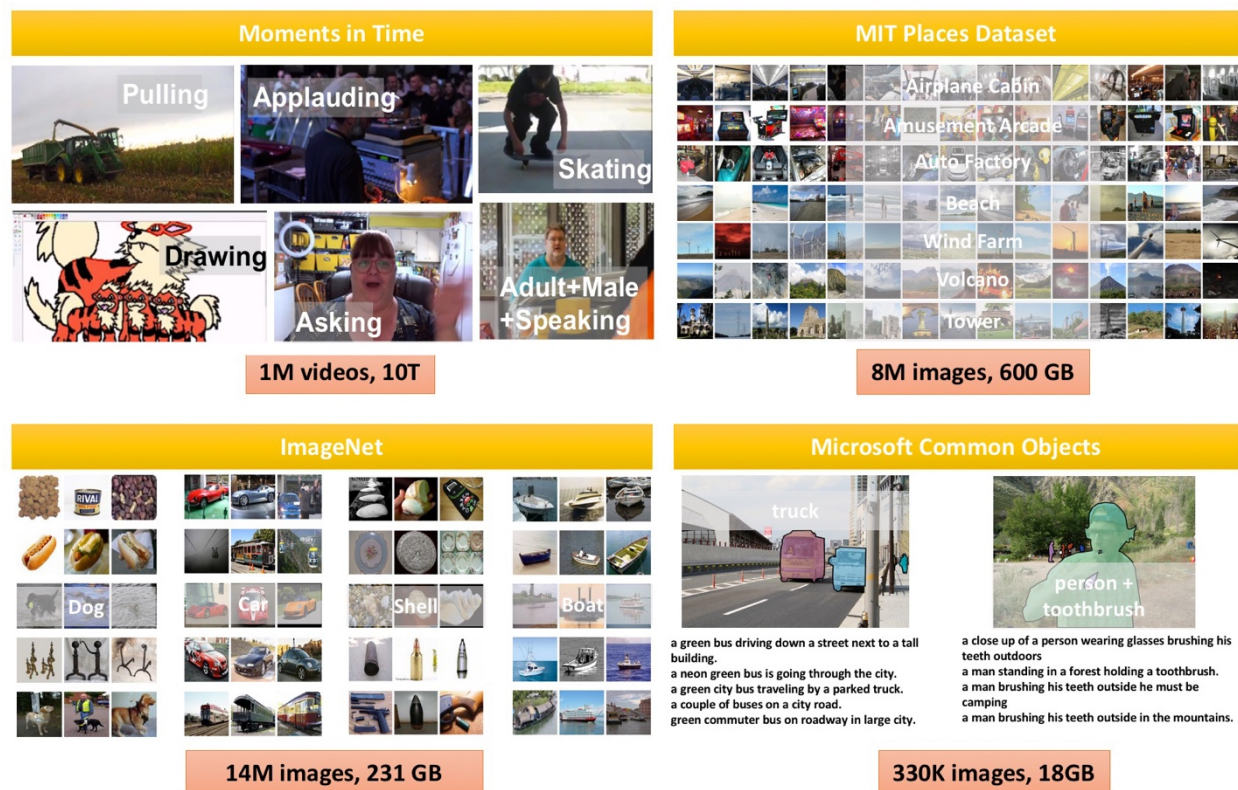 Moments in Time
Pulling
Applauding
Skating
Drawing
Asking
Adult+Male
+Speaking
1M videos, 10T
MIT Places Dataset
Airplane Cabin
Amusement Arcade
Auto Factory
Beach
Wind Farm
Volcano
Tower
8M images, 600 GB
ImageNet
RIVAL
Dog
Car
Shell
Boat
14M images, 231 GB
Microsoft Common Objects
truck
a green bus driving down a street next to a tall
building.
a neon green bus is going through the city.
a green city bus traveling by a parked truck.
a couple of buses on a city road.
green commuter bus on roadway in large city.
person +
toothbrush
a close up of a person wearing glasses brushing his
teeth outdoors
a man standing in a forest holding a toothbrush.
a man brushing his teeth outside he must be
camping
a man brushing his teeth outside in the mountains.
330K images, 18GB